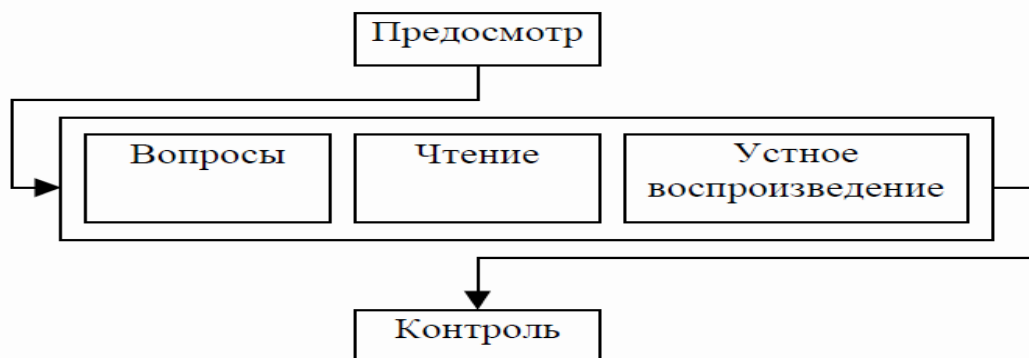 Предосмотр
Вопросы
Чтение
Устное
воспроизведение
Контроль